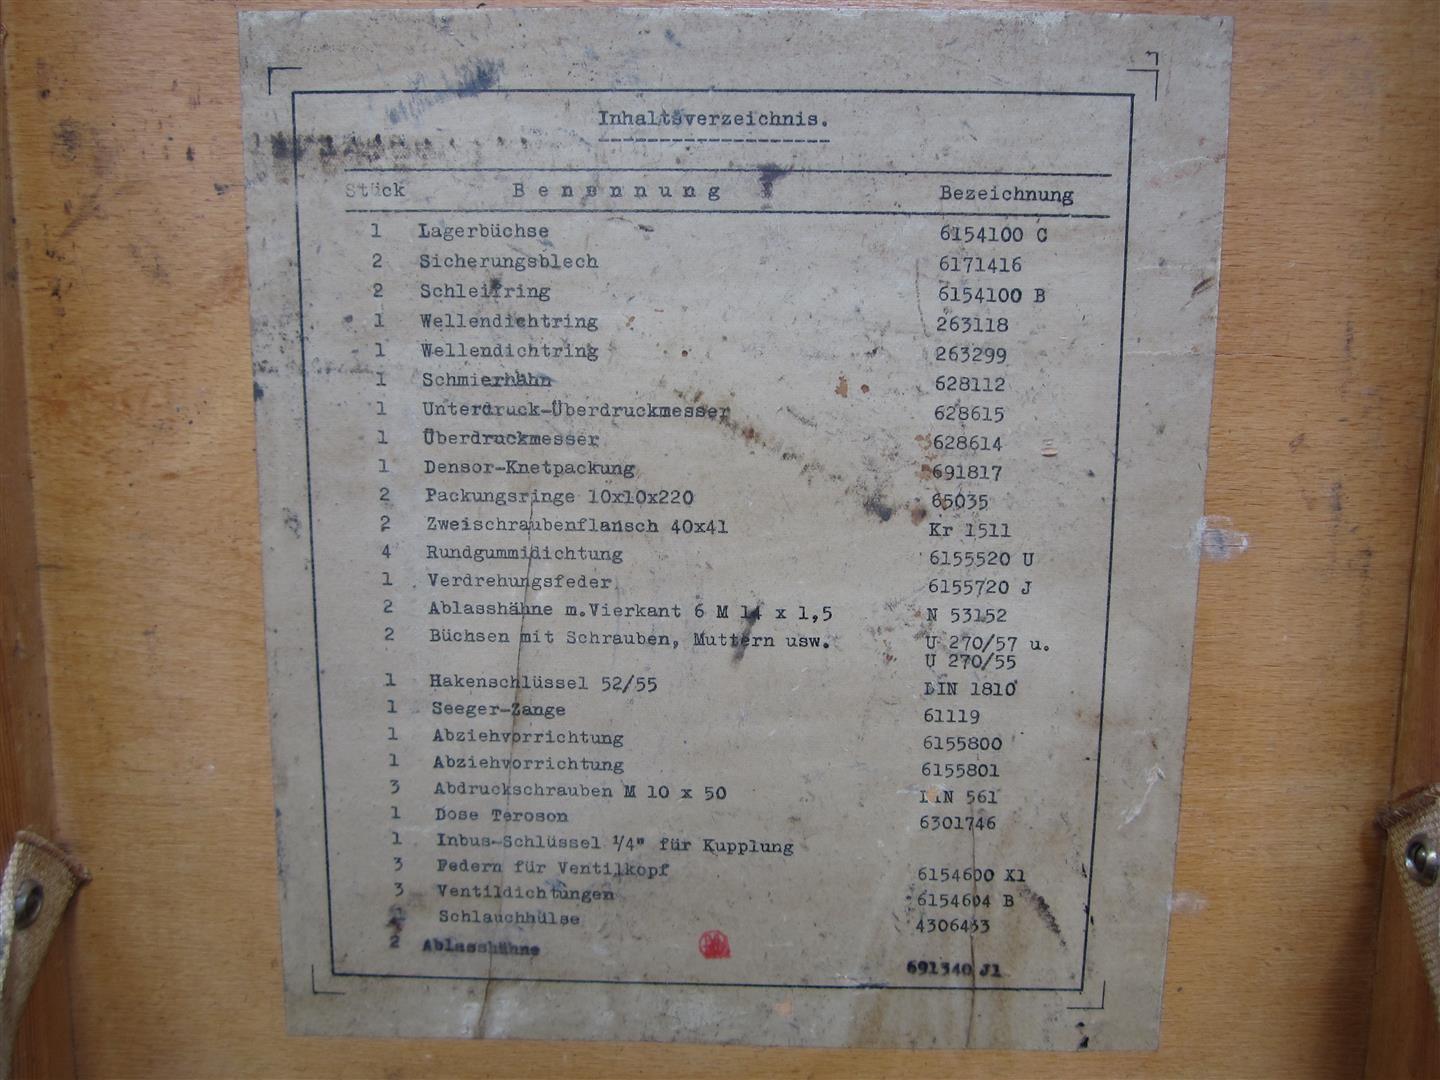 Inhaltsverzeichnis.
Stück Benennung Bezeichnung
1 Lagerbüchse 6154100 C
2 Sicherungsblech 6171416
2 Schleifring 6154100 B
1 Wellendichtring 263118
1 Wellendichtring 263299
1 Schmierhahn 628112
1 Unterdruck-Überdruckmesser 628615
1 Überdruckmesser 628614
1 Densor-Knetpackung 691817
2 Packungsringe 10x10x220 65035
2 Zweischraubenflansch 40x41 Kr 1511
4 Rundgummidichtung 6155520 U
1 Verdrehungsfeder 6155720 J
2 Ablasshähne m.Vierkant 6 M 14 x 1,5 N 53152
2 Büchsen mit Schrauben, Muttern usw. U 270/57 u.
U 270/55
1 Hakenschlüssel 52/55 DIN 1810
1 Seeger-Zange 61119
1 Abziehvorrichtung 6155800
1 Abziehvorrichtung 6155801
3 Abdruckschrauben M 10 x 50 DIN 561
1 Dose Teroson 6301746
1 Inbus-Schlüssel 1/4" für Kupplung
3 Federn für Ventilkopf 6154600 X1
3 Ventildichtungen 6154604 B
Schlauchhülse 4306433
2 Ablasshähne 691340 J1